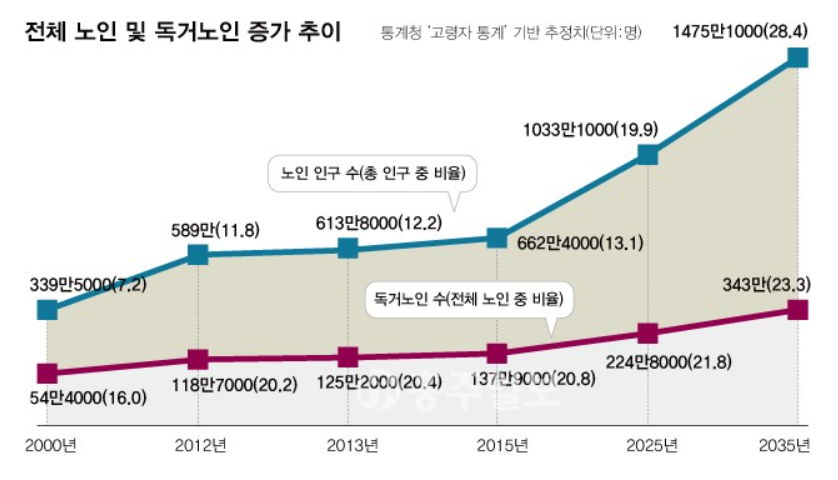 전체 노인 및 독거노인 증가 추이
통계청 '고령자 통계' 기반 추정치(단위:명)
1475만1000(28.4)
1033만1000(19.9)
노인 인구 수(총 인구 중 비율)
589만(11.8)
613만8000(12.2)
662만4000(13.1)
339만5000(7.2)
343만(23.3)
독거노인 수(전체 노인 중 비율)
54만4000(16.0)
118만7000(20.2)
125만2000(20.4)
137만9000(20.8)
224만8000(21.8)
2000년
2012년
2013년
2015년
2025년
2035년